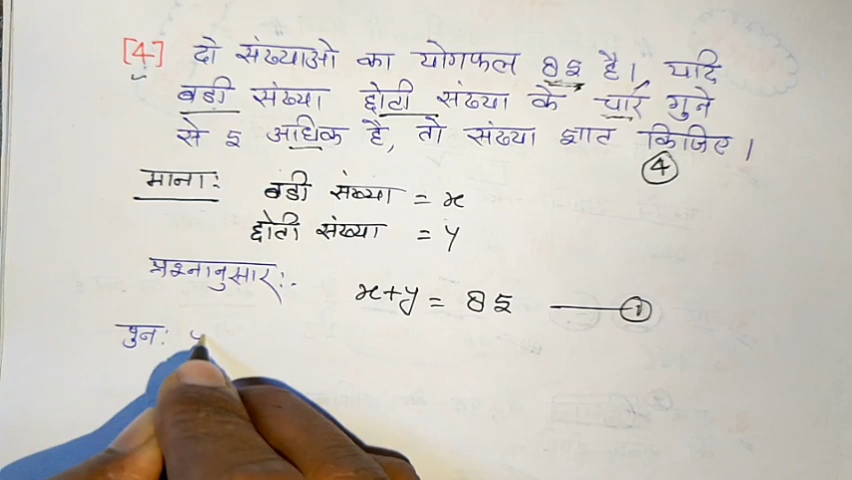 [4] दो संख्याओ का योगफल 85 है। यदि
बडी संख्या छोटी संख्या के चार गुने
से 5 अधिक है, तो संख्या ज्ञात किजिए।
4
माना: बडी संख्या = x
छोटी संख्या = y
प्रश्नानुसार:-
x+y = 85 —— 1
पुन: